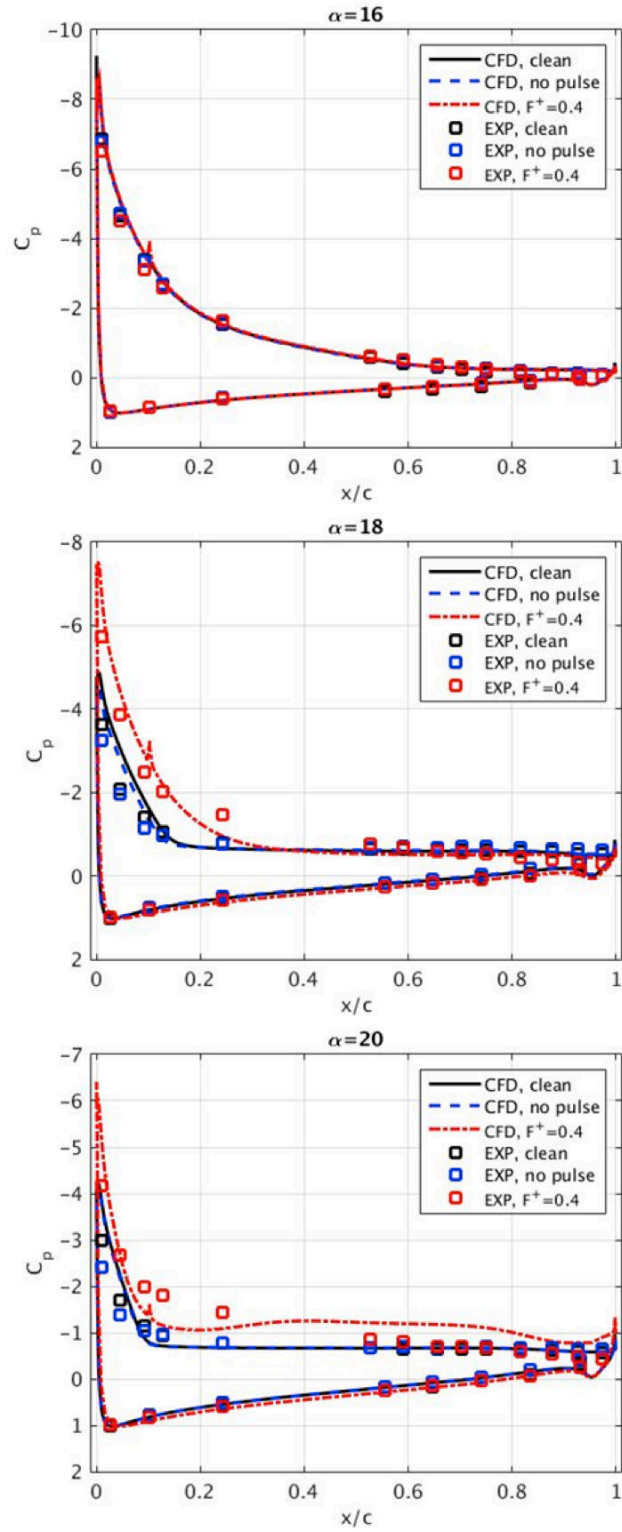 α=16
-10
-8
-6
-4
-2
0
2
C_p
0
0.2
0.4
0.6
0.8
1
x/c
CFD, clean
CFD, no pulse
CFD, F⁺=0.4
EXP, clean
EXP, no pulse
EXP, F⁺=0.4
α=18
-8
-6
-4
-2
0
2
C_p
0
0.2
0.4
0.6
0.8
1
x/c
CFD, clean
CFD, no pulse
CFD, F⁺=0.4
EXP, clean
EXP, no pulse
EXP, F⁺=0.4
α=20
-7
-6
-5
-4
-3
-2
-1
0
1
2
C_p
0
0.2
0.4
0.6
0.8
1
x/c
CFD, clean
CFD, no pulse
CFD, F⁺=0.4
EXP, clean
EXP, no pulse
EXP, F⁺=0.4